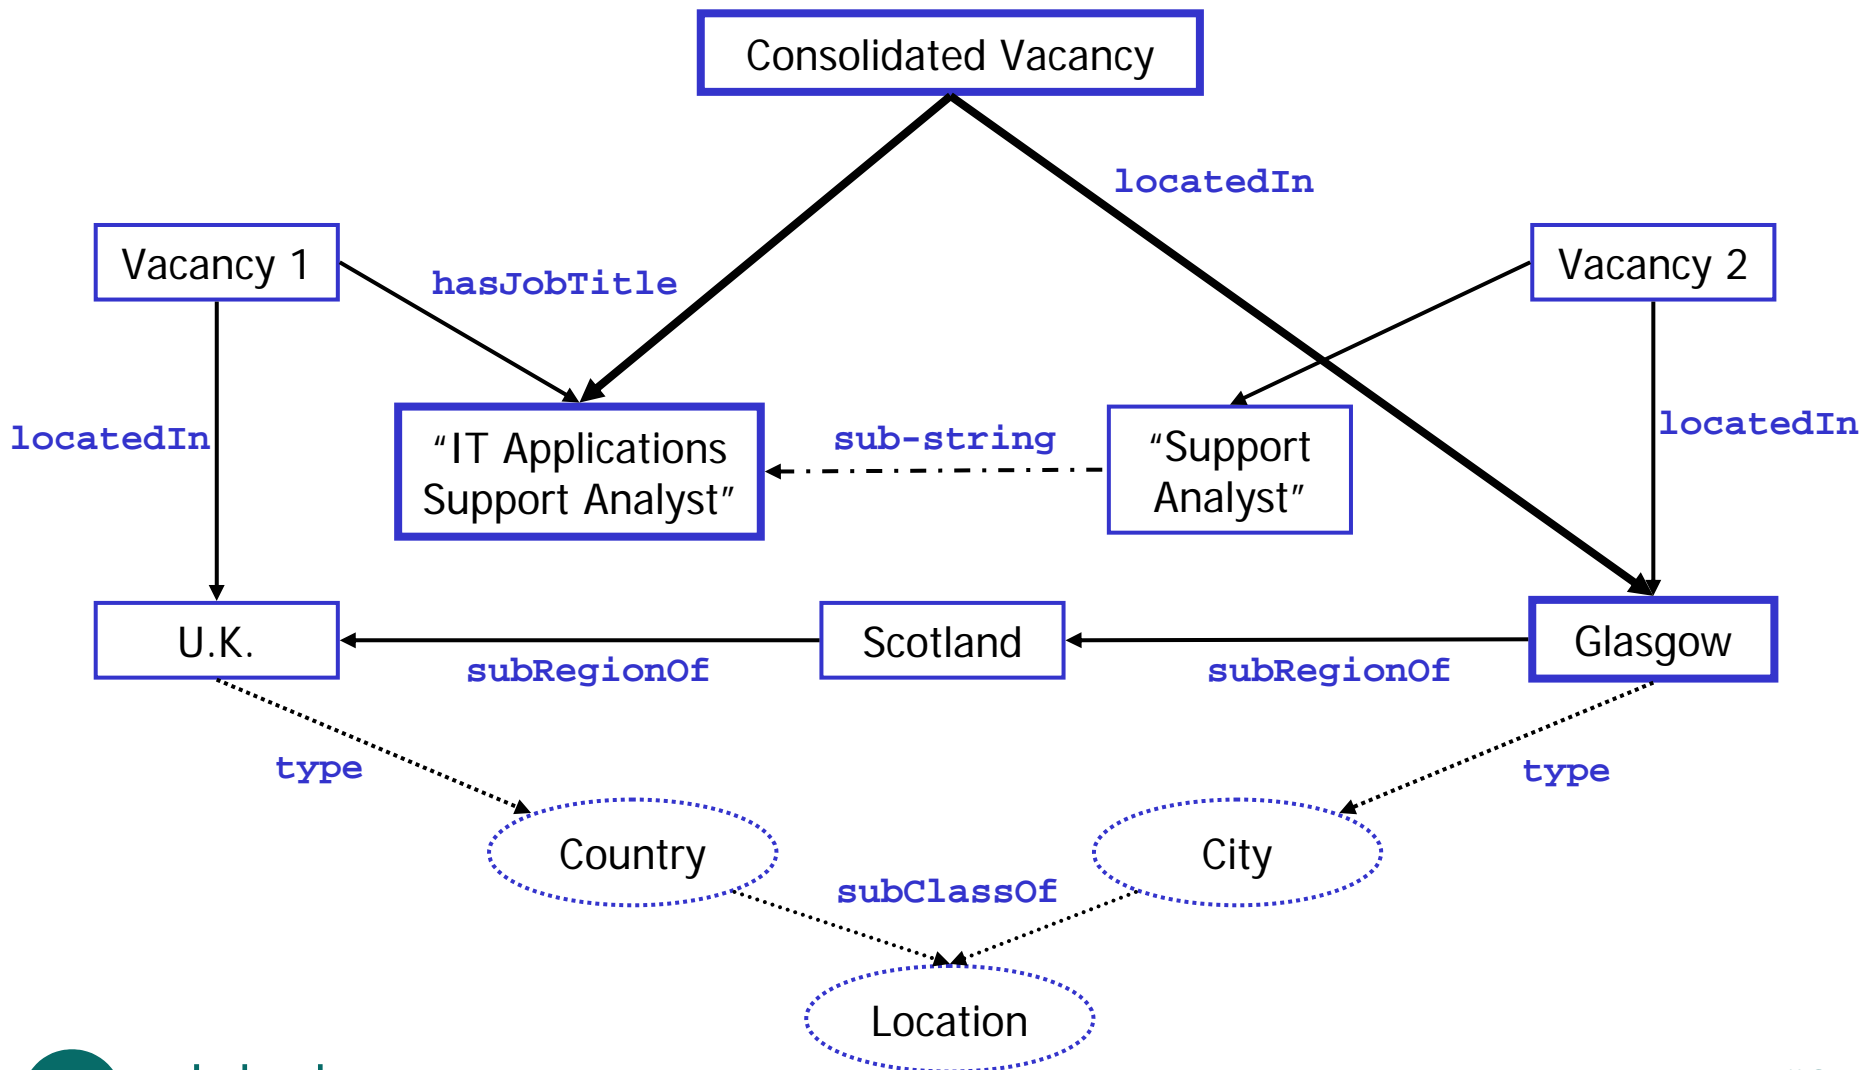 Consolidated Vacancy
locatedIn
Vacancy 1
hasJobTitle
Vacancy 2
locatedIn
“IT Applications
Support Analyst”
sub-string
“Support
Analyst”
locatedIn
U.K.
subRegionOf
Scotland
subRegionOf
Glasgow
type
type
Country
subClassOf
City
Location